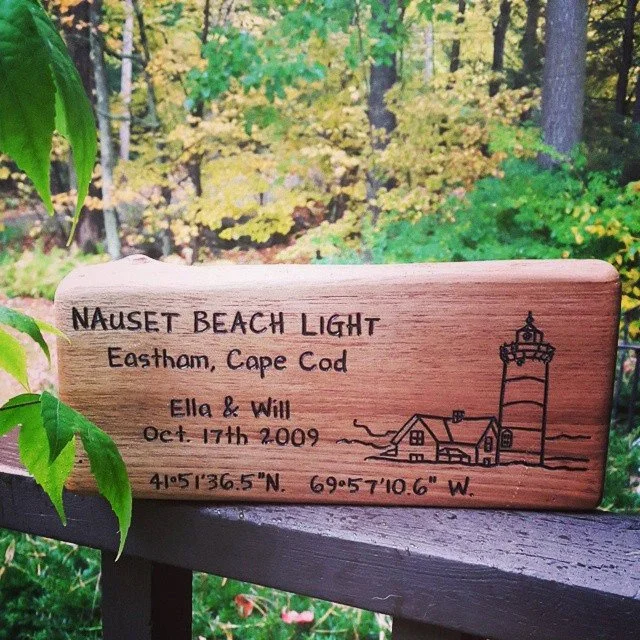 NAUSET BEACH LIGHT
Eastham, Cape Cod
Ella & Will
Oct. 17th 2009
41°51'36.5"N. 69°57'10.6" W.